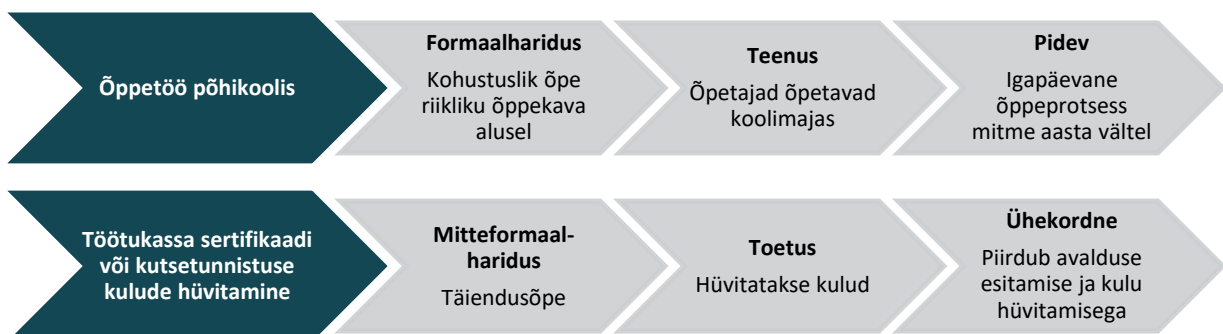 Õppetöö põhikoolis
Formaalharidus
Kohustuslik õpe
riikliku õppekava
alusel
Teenus
Õpetajad õpetavad
koolimajas
Pidev
Igapäevane
õppeprotsess
mitme aasta vältel
Töötukassa sertifikaadi
või kutsetunnistuse
kulude hüvitamine
Mitteformaal-
haridus
Täiendusõpe
Toetus
Hüvitatakse kulud
Ühekordne
Piirdub avalduse
esitamise ja kulu
hüvitamisega